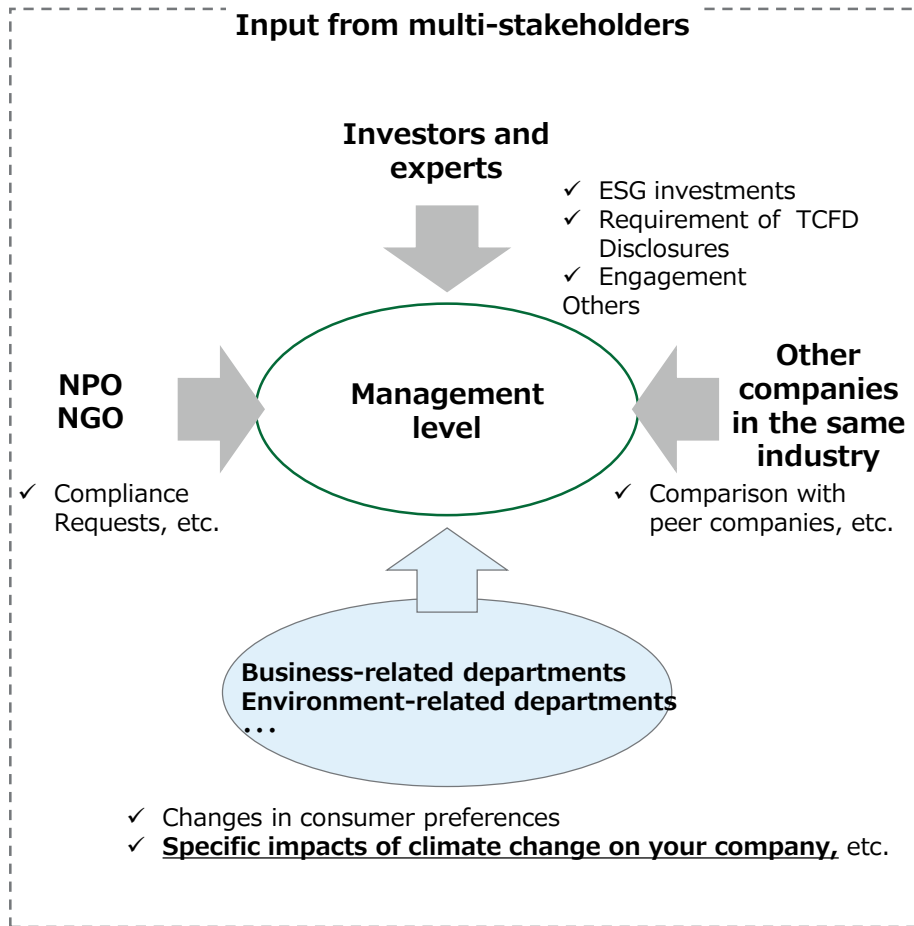 Input from multi-stakeholders
Investors and
experts
✓ ESG investments
✓ Requirement of TCFD
Disclosures
✓ Engagement
Others
NPO
NGO
✓ Compliance
Requests, etc.
Management
level
Other
companies
in the same
industry
✓ Comparison with
peer companies, etc.
Business-related departments
Environment-related departments
･･･
✓ Changes in consumer preferences
✓ Specific impacts of climate change on your company, etc.